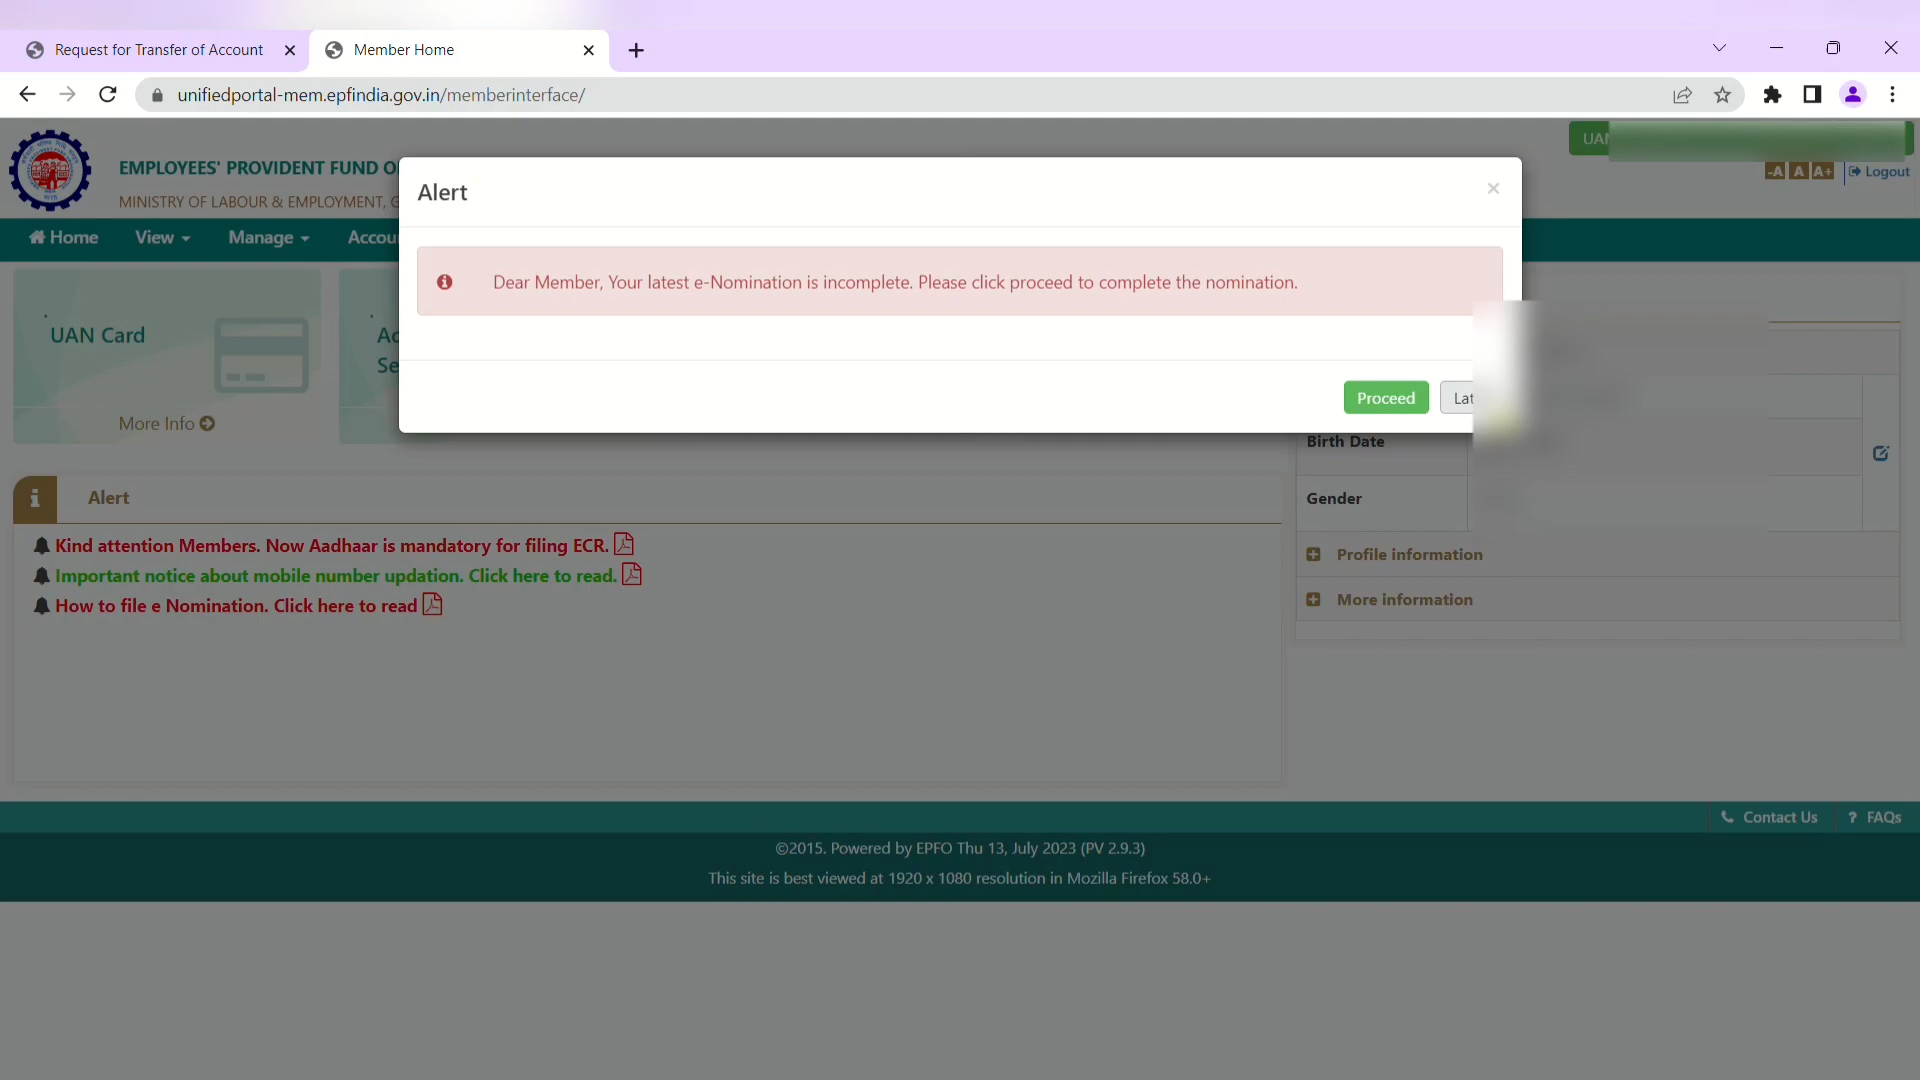 Request for Transfer of Account
Member Home
unifiedportal-mem.epfindia.gov.in/memberinterface/
UAN
EMPLOYEES' PROVIDENT FUND
MINISTRY OF LABOUR & EMPLOYMENT,
-A A A+ Logout
Home View Manage
Alert
Dear Member, Your latest e-Nomination is incomplete. Please click proceed to complete the nomination.
Proceed
UAN Card
More Info
Birth Date
Gender
Profile information
More information
Alert
Kind attention Members. Now Aadhaar is mandatory for filing ECR.
Important notice about mobile number updation. Click here to read.
How to file e Nomination. Click here to read
Contact Us ? FAQs
©2015. Powered by EPFO Thu 13, July 2023 (PV 2.9.3)
This site is best viewed at 1920 x 1080 resolution in Mozilla Firefox 58.0+